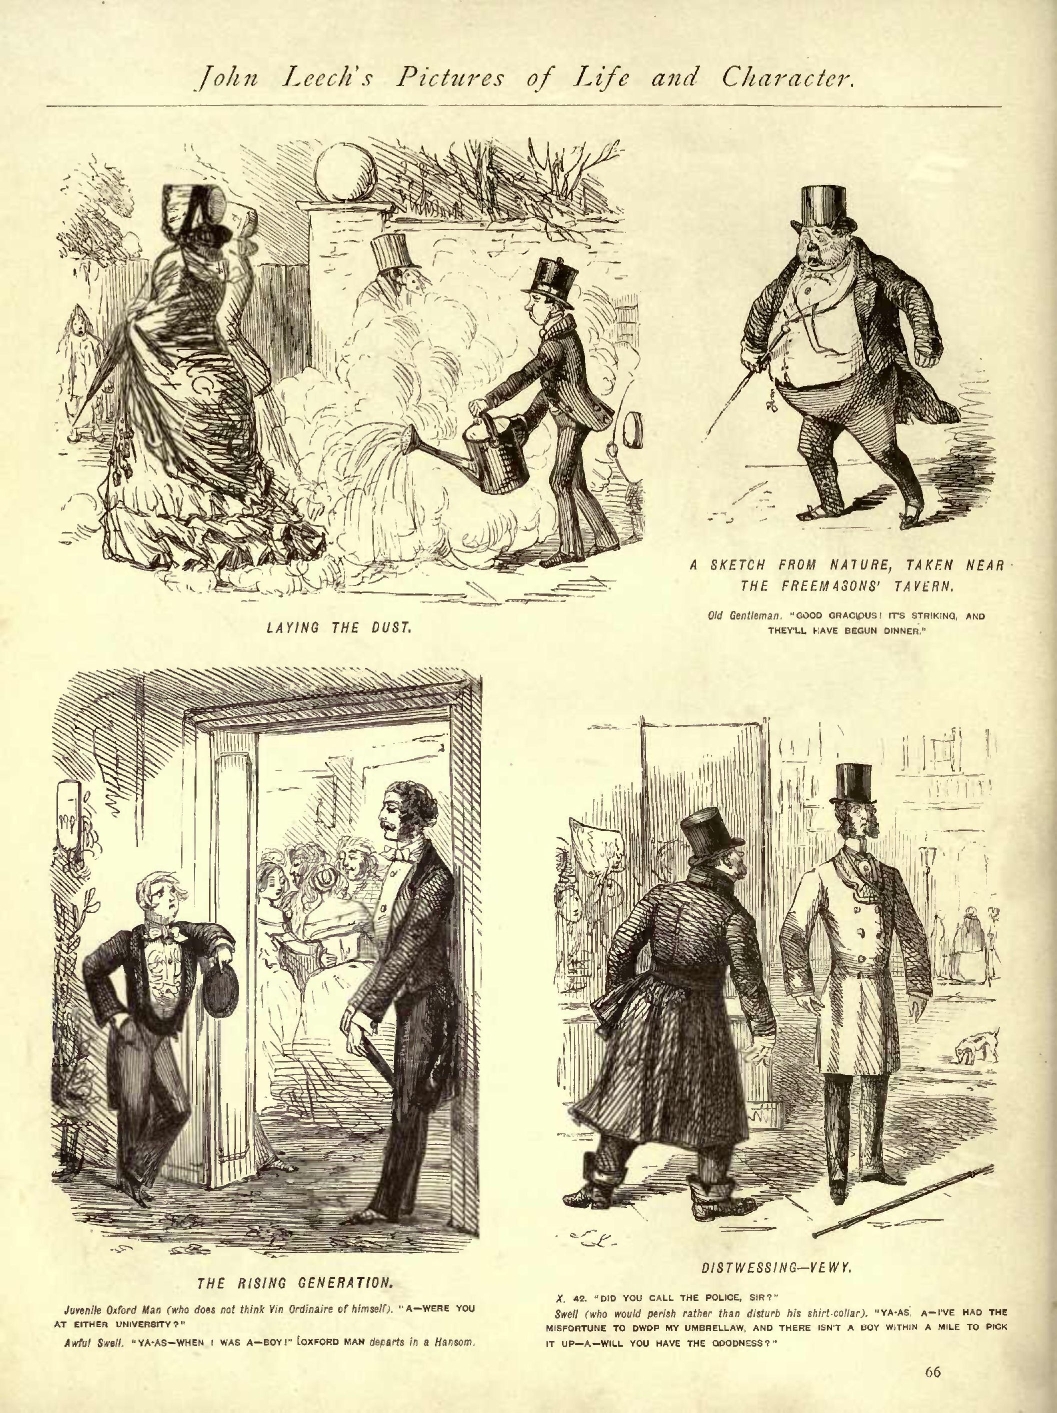 John Leech's Pictures of Life and Character.
LAYING THE DUST.
A SKETCH FROM NATURE, TAKEN NEAR
THE FREEMASONS' TAVERN.
Old Gentleman. "GOOD GRACIOUS! IT'S STRIKING, AND
THEY'LL HAVE BEGUN DINNER."
THE RISING GENERATION.
Juvenile Oxford Man (who does not think Vin Ordinaire of himself). "A—WERE YOU
AT EITHER UNIVERSITY?"
Awful Swell. "YA-AS—WHEN I WAS A—BOY!" [OXFORD MAN departs in a Hansom.
DISTWESSING—VEWY.
X. 42. "DID YOU CALL THE POLICE, SIR?"
Swell (who would perish rather than disturb his shirt-collar). "YA-AS, A—I'VE HAD THE
MISFORTUNE TO DWOP MY UMBRELLAW, AND THERE ISN'T A BOY WITHIN A MILE TO PICK
IT UP—A—WILL YOU HAVE THE GOODNESS?"
66